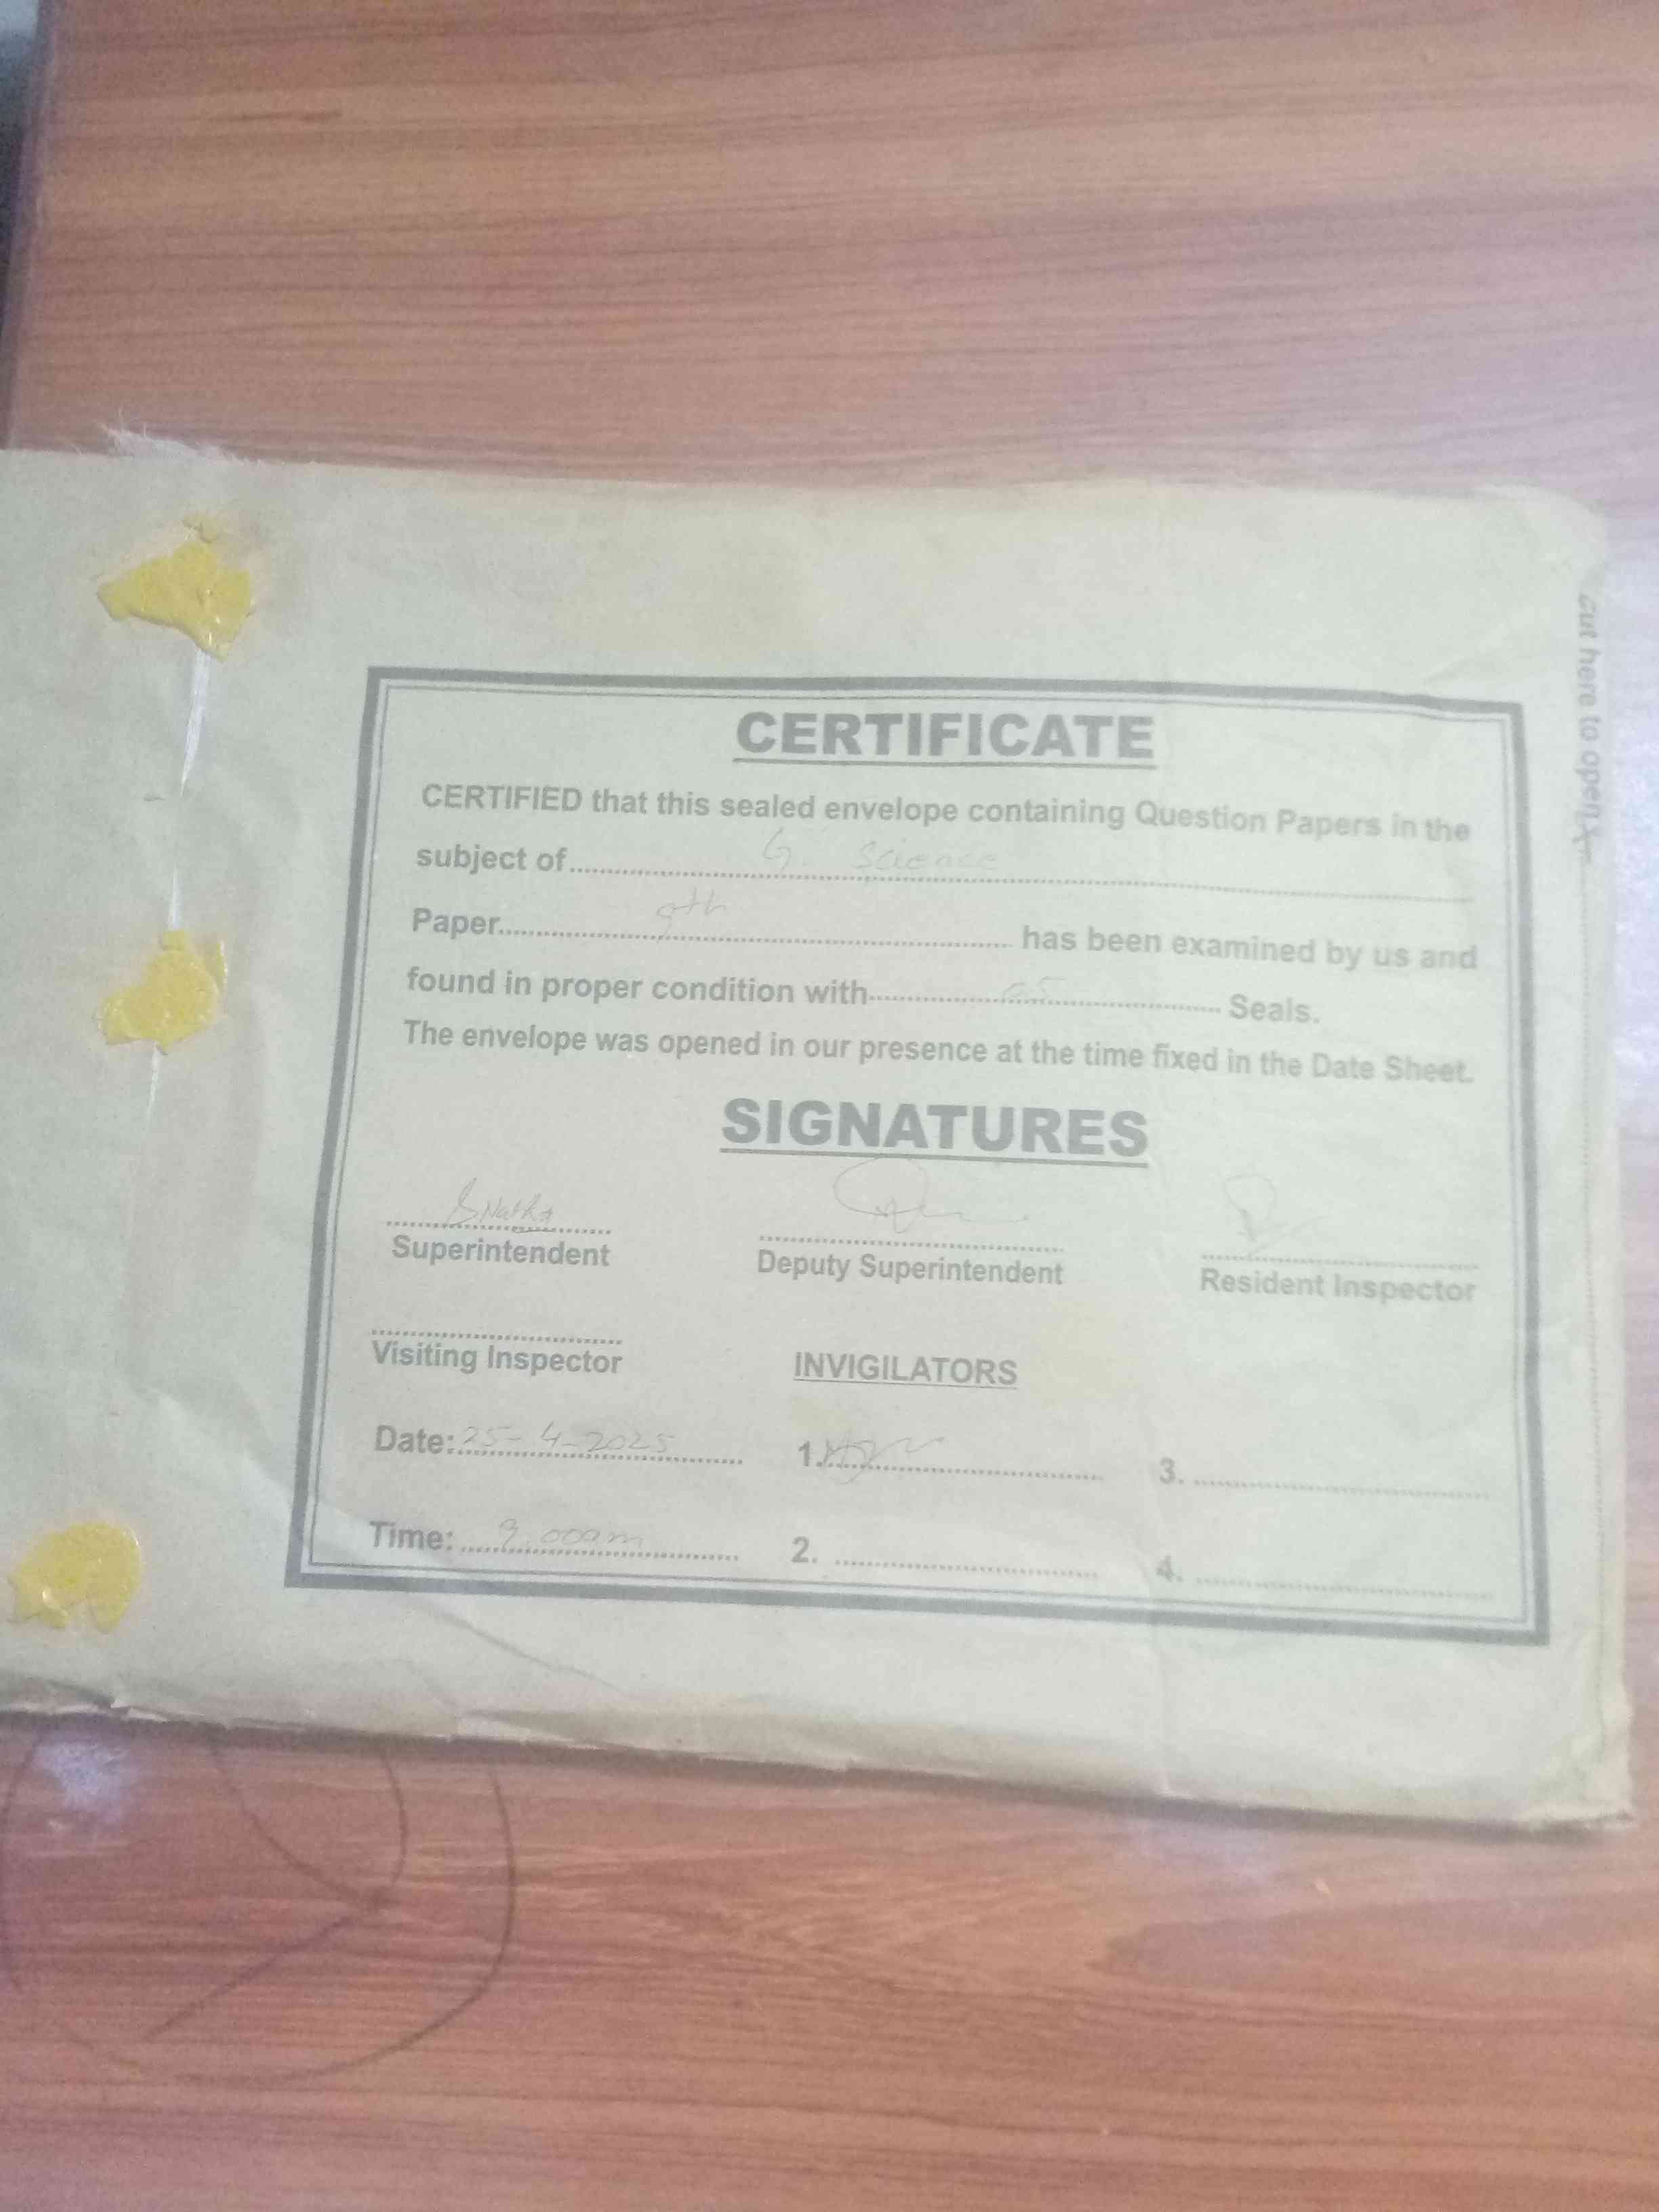 CERTIFICATE
CERTIFIED that this sealed envelope containing Question Papers in the
subject of G. Science
Paper 9th has been examined by us and
found in proper condition with 05 Seals.
The envelope was opened in our presence at the time fixed in the Date Sheet.
SIGNATURES
Superintendent Deputy Superintendent Resident Inspector
Visiting Inspector INVIGILATORS
Date: 25-4-2025 1. 3.
Time: 9.00am 2. 4.
cut here to open